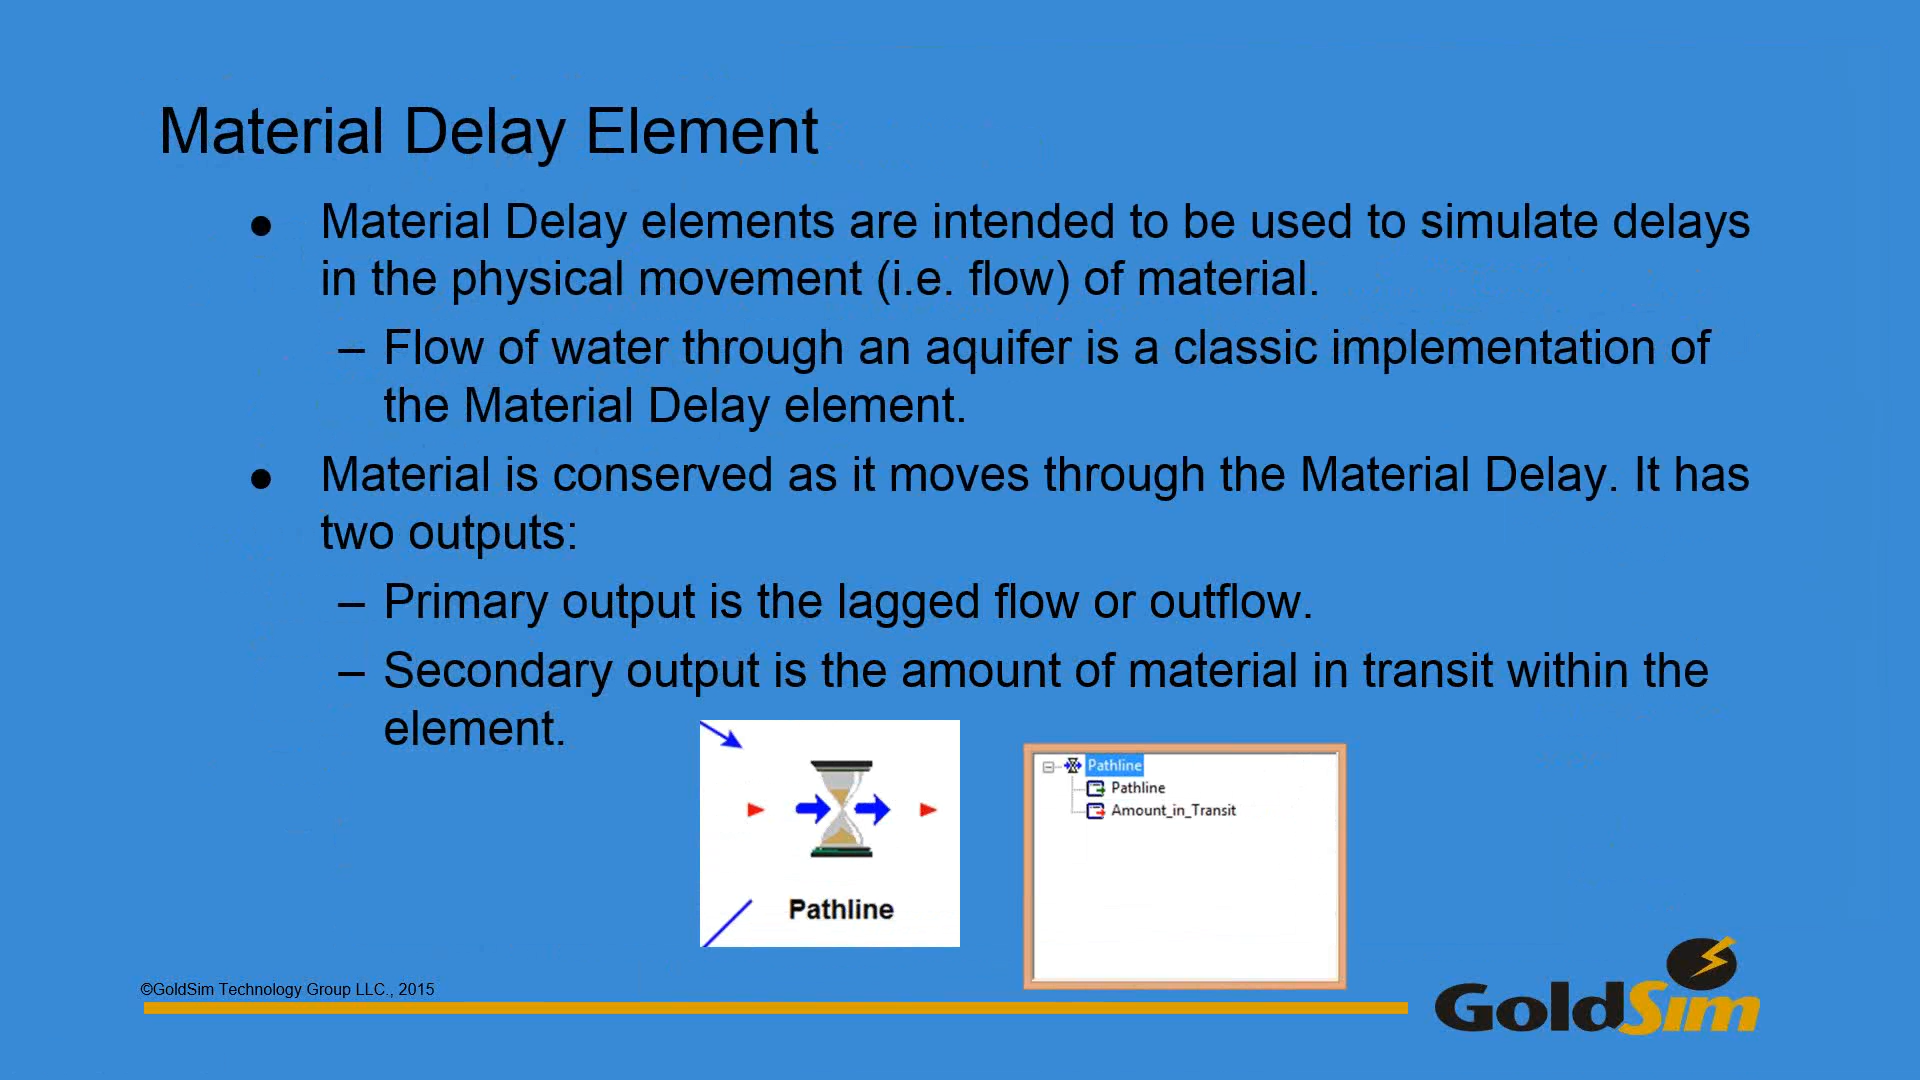 Material Delay Element
● Material Delay elements are intended to be used to simulate delays
in the physical movement (i.e. flow) of material.
– Flow of water through an aquifer is a classic implementation of
the Material Delay element.
● Material is conserved as it moves through the Material Delay. It has
two outputs:
– Primary output is the lagged flow or outflow.
– Secondary output is the amount of material in transit within the
element.
Pathline
Pathline
Pathline
Amount_in_Transit
©GoldSim Technology Group LLC., 2015
GoldSim